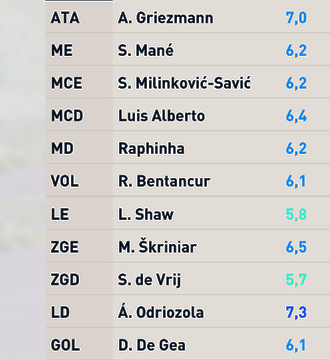 ATA A. Griezmann 7,0
ME S. Mané 6,2
MCE S. Milinković-Savić 6,2
MCD Luis Alberto 6,4
MD Raphinha 6,2
VOL R. Bentancur 6,1
LE L. Shaw 5,8
ZGE M. Škriniar 6,5
ZGD S. de Vrij 5,7
LD Á. Odriozola 7,3
GOL D. De Gea 6,1